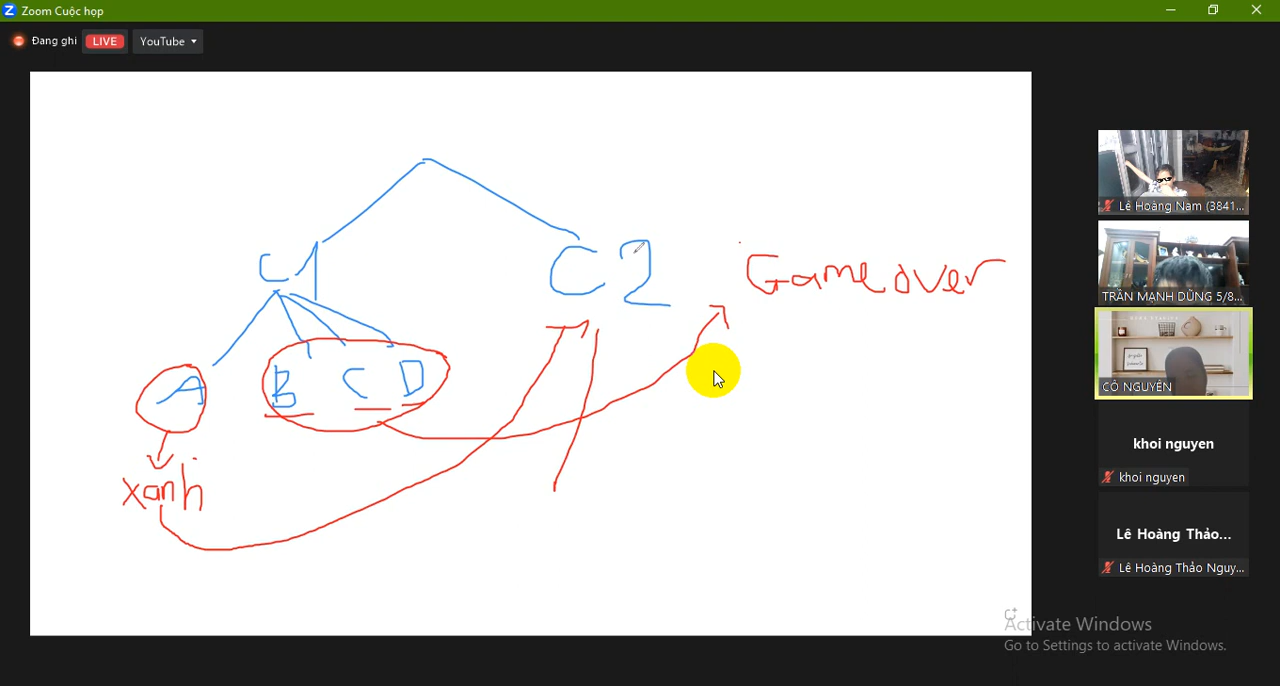 Zoom Cuộc họp
Đang ghi LIVE YouTube
C1
C2
Game over
A B C D
xanh
Lê Hoàng Nam (3841...
TRẦN MẠNH DŨNG 5/8...
CÔ NGUYÊN
khoi nguyen
khoi nguyen
Lê Hoàng Thảo...
Lê Hoàng Thảo Nguy...
Activate Windows
Go to Settings to activate Windows.